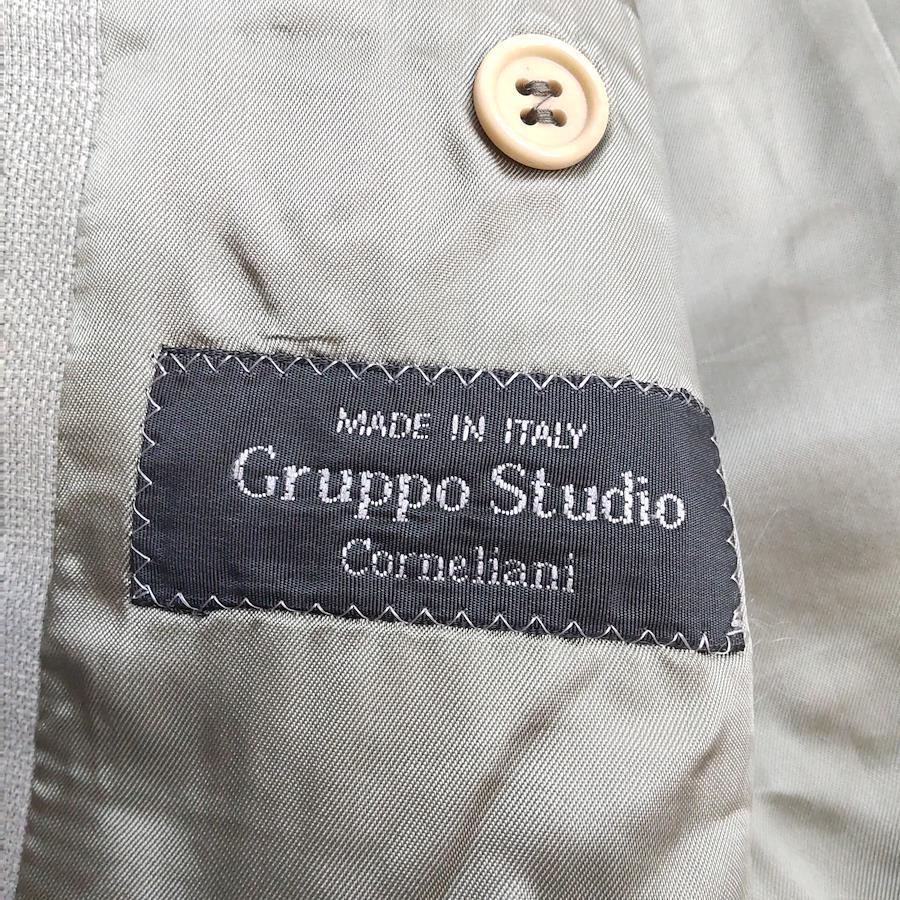 MADE IN ITALY
Gruppo Studio
Corneliani